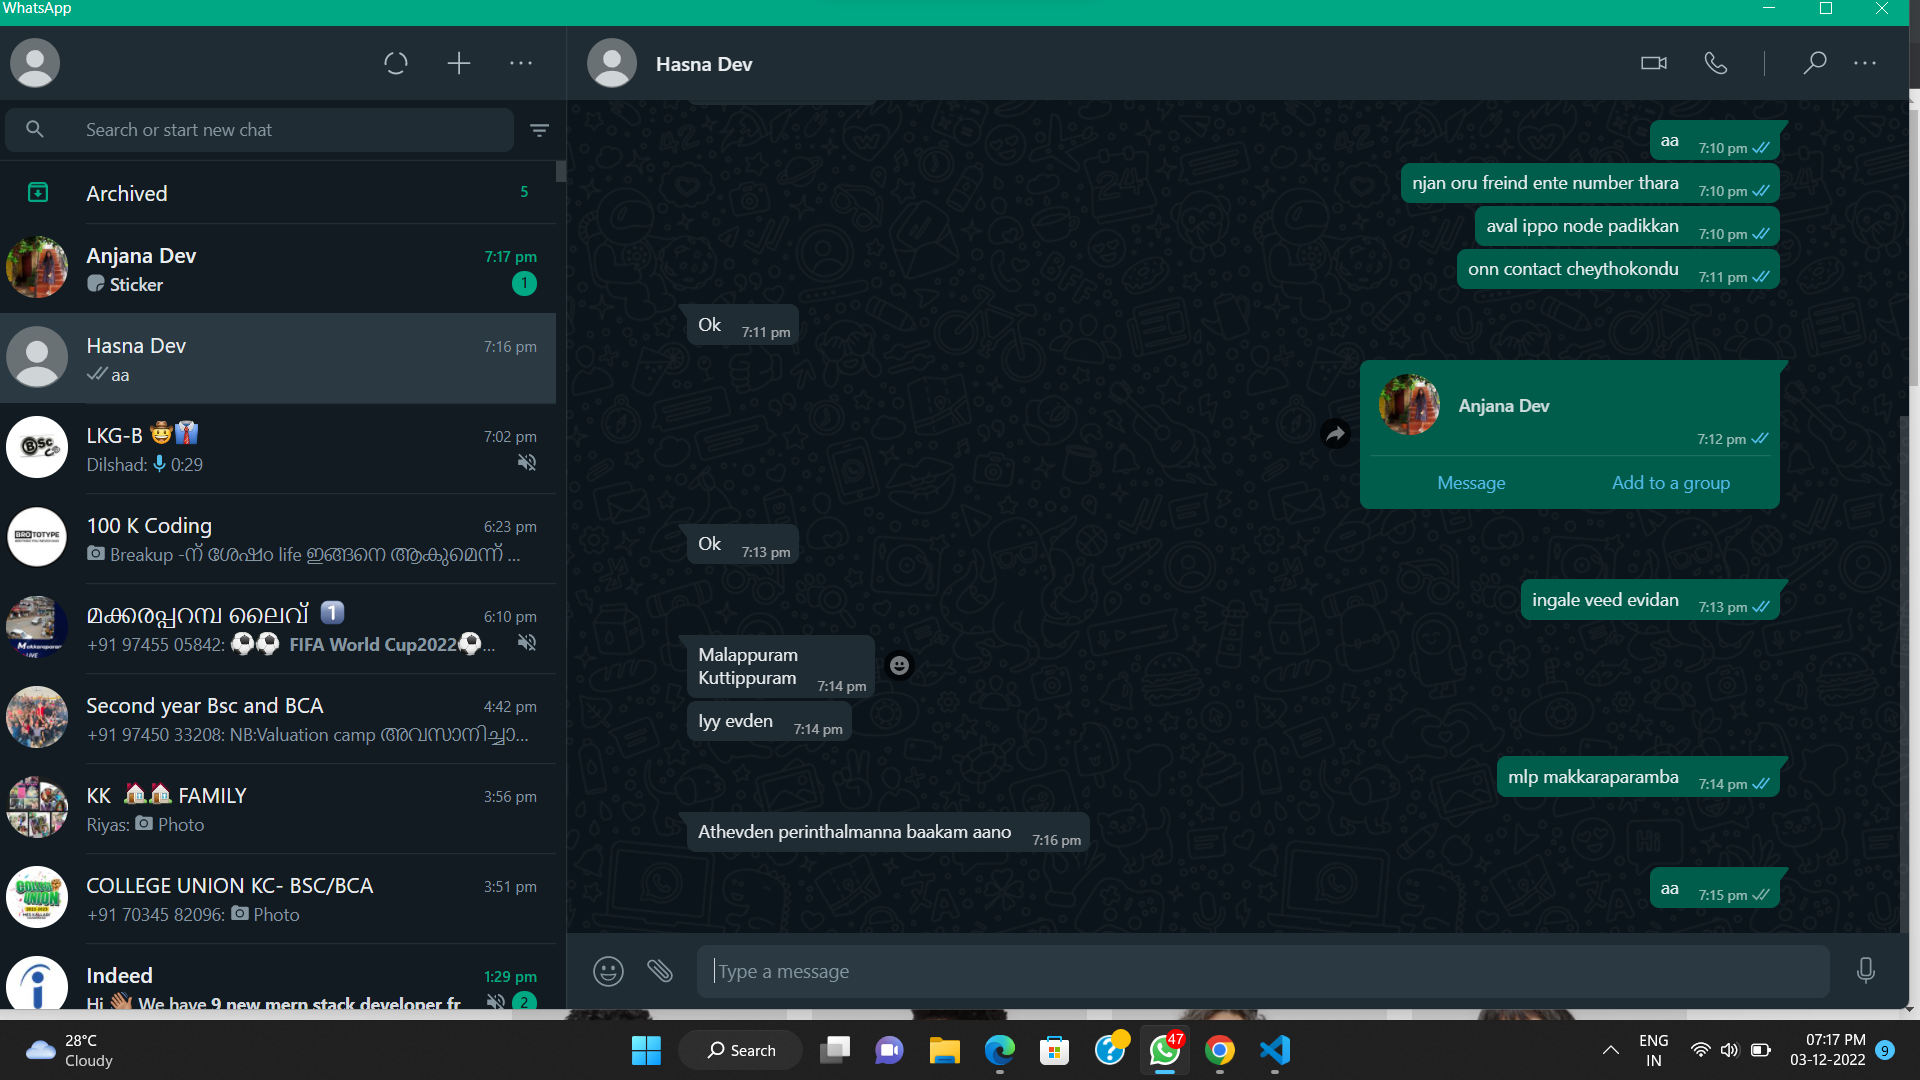 WhatsApp
Search or start new chat
Archived 5
Anjana Dev 7:17 pm
Sticker 1
Hasna Dev 7:16 pm
aa
LKG-B 7:02 pm
Dilshad: 0:29
100 K Coding 6:23 pm
Breakup -ന് ശേഷം life ഇങ്ങനെ ആകുമെന്ന് ...
മക്കരപ്പറമ്പ ലൈവ് 1 6:10 pm
+91 97455 05842: ⚽⚽ FIFA World Cup2022⚽...
Second year Bsc and BCA 4:42 pm
+91 97450 33208: NB:Valuation camp അവസാനിച്ചാ...
KK 🏠🏠 FAMILY 3:56 pm
Riyas: Photo
COLLEGE UNION KC- BSC/BCA 3:51 pm
+91 70345 82096: Photo
Indeed 1:29 pm
Hi 👋🏽 We have 9 new mern stack developer fr 2
Hasna Dev
aa 7:10 pm
njan oru freind ente number thara 7:10 pm
aval ippo node padikkan 7:10 pm
onn contact cheythokondu 7:11 pm
Ok 7:11 pm
Anjana Dev
7:12 pm
Message Add to a group
Ok 7:13 pm
ingale veed evidan 7:13 pm
Malappuram
Kuttippuram 7:14 pm
Iyy evden 7:14 pm
mlp makkaraparamba 7:14 pm
Athevden perinthalmanna baakam aano 7:16 pm
aa 7:15 pm
Type a message
28°C
Cloudy
Search
47
ENG
IN
07:17 PM
03-12-2022
9